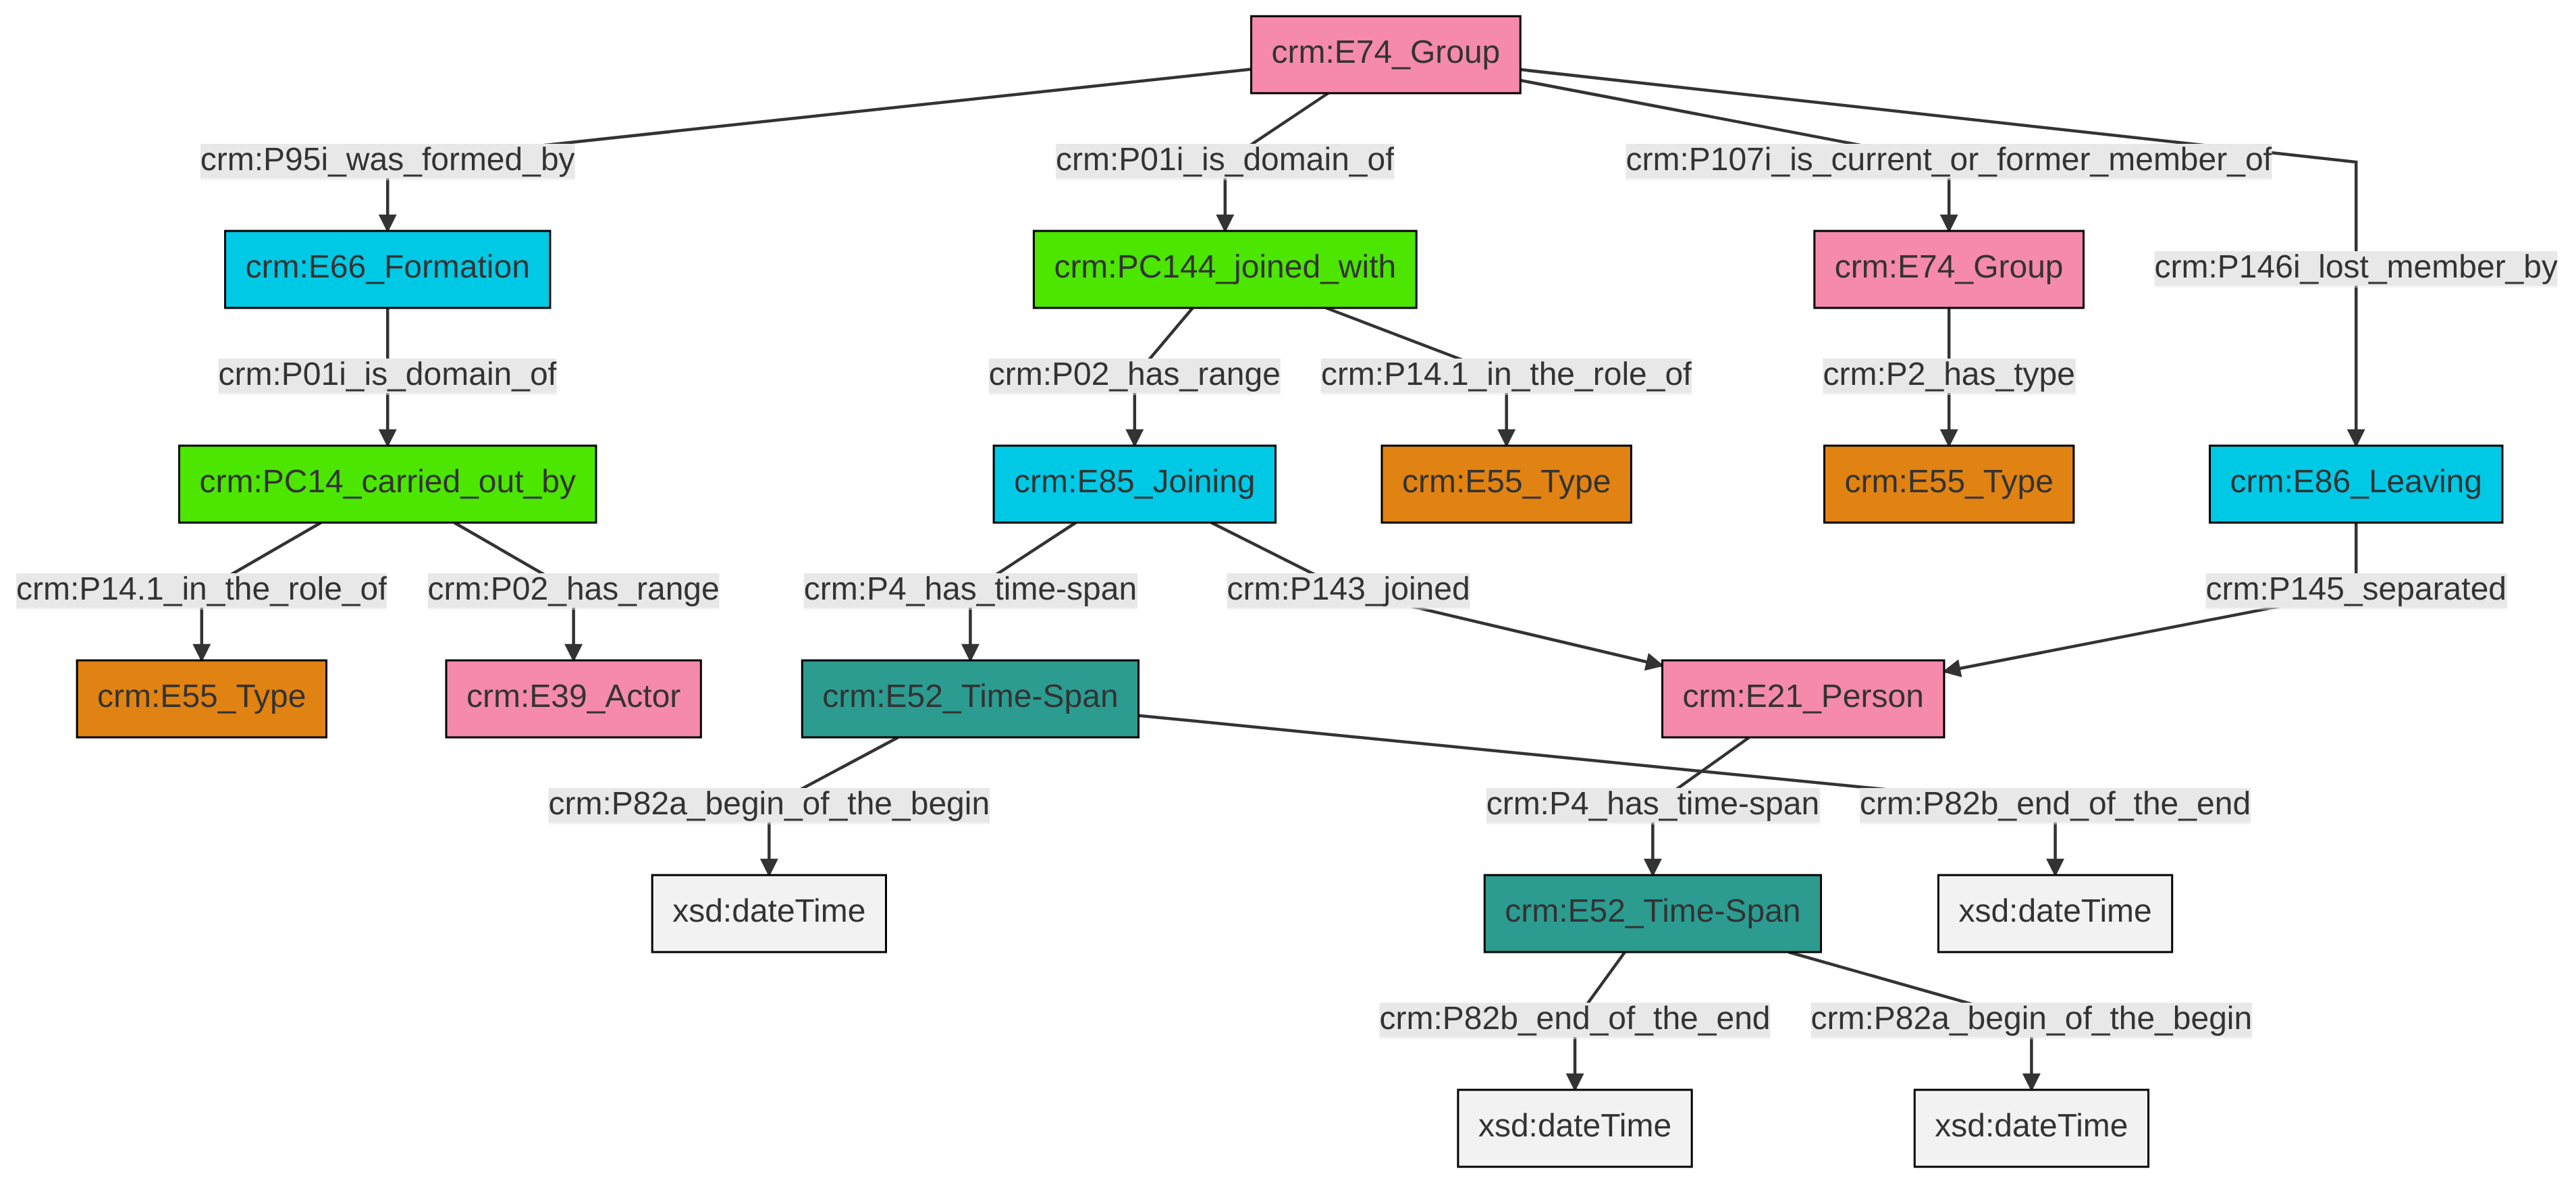 crm:E74_Group
crm:P95i_was_formed_by
crm:P01i_is_domain_of
crm:P107i_is_current_or_former_member_of
crm:E66_Formation
crm:PC144_joined_with
crm:E74_Group
crm:P146i_lost_member_by
crm:P01i_is_domain_of
crm:P02_has_range
crm:P14.1_in_the_role_of
crm:P2_has_type
crm:PC14_carried_out_by
crm:E85_Joining
crm:E55_Type
crm:E55_Type
crm:E86_Leaving
crm:P14.1_in_the_role_of
crm:P02_has_range
crm:P4_has_time-span
crm:P143_joined
crm:P145_separated
crm:E55_Type
crm:E39_Actor
crm:E52_Time-Span
crm:E21_Person
crm:P82a_begin_of_the_begin
crm:P4_has_time-span
crm:P82b_end_of_the_end
xsd:dateTime
crm:E52_Time-Span
xsd:dateTime
crm:P82b_end_of_the_end
crm:P82a_begin_of_the_begin
xsd:dateTime
xsd:dateTime